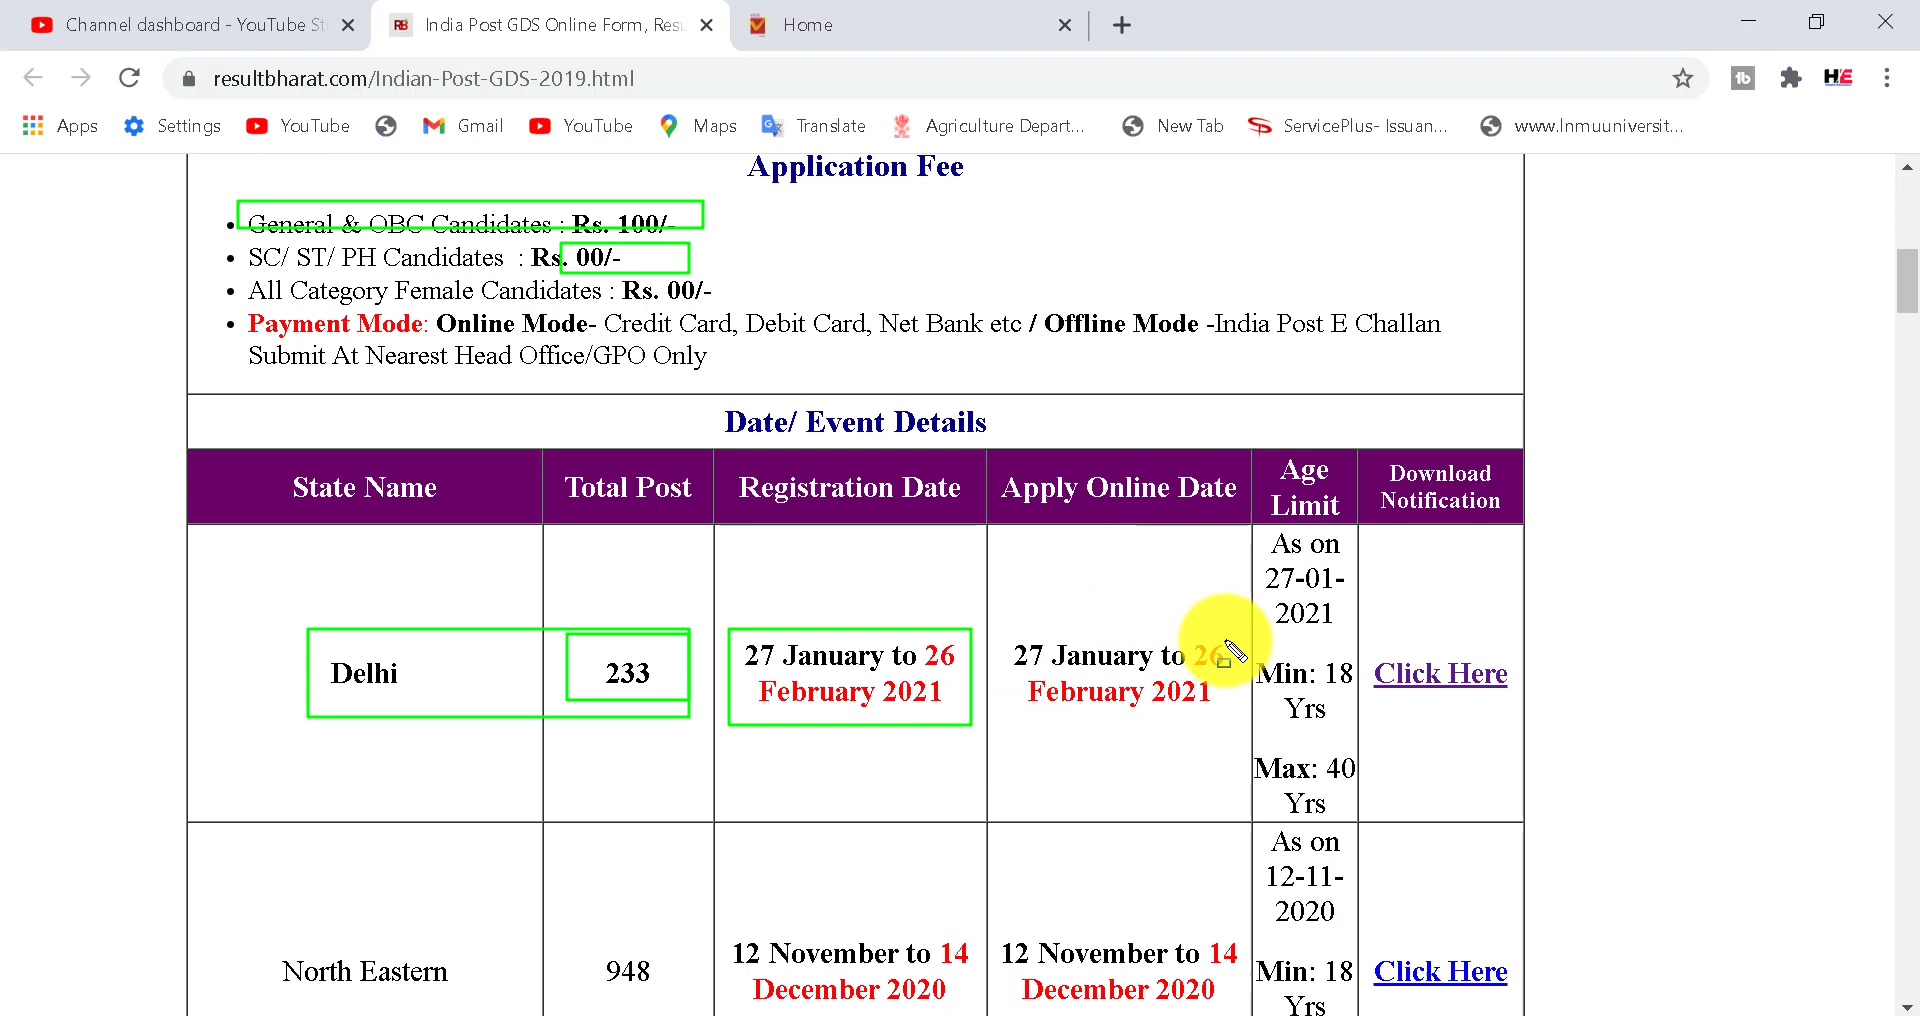 Channel dashboard - YouTube St
India Post GDS Online Form, Resu
Home
resultbharat.com/Indian-Post-GDS-2019.html
Apps
Settings
YouTube
Gmail
YouTube
Maps
Translate
Agriculture Depart...
New Tab
ServicePlus- Issuan...
www.lnmuuniversit...
Application Fee
• General & OBC Candidates : Rs. 100/-
• SC/ ST/ PH Candidates : Rs. 00/-
• All Category Female Candidates : Rs. 00/-
• Payment Mode: Online Mode- Credit Card, Debit Card, Net Bank etc / Offline Mode -India Post E Challan
Submit At Nearest Head Office/GPO Only
Date/ Event Details
State Name
Total Post
Registration Date
Apply Online Date
Age
Limit
Download
Notification
Delhi
233
27 January to 26
February 2021
27 January to 26
February 2021
As on
27-01-
2021
Min: 18
Yrs
Max: 40
Yrs
Click Here
North Eastern
948
12 November to 14
December 2020
12 November to 14
December 2020
As on
12-11-
2020
Min: 18
Yrs
Click Here